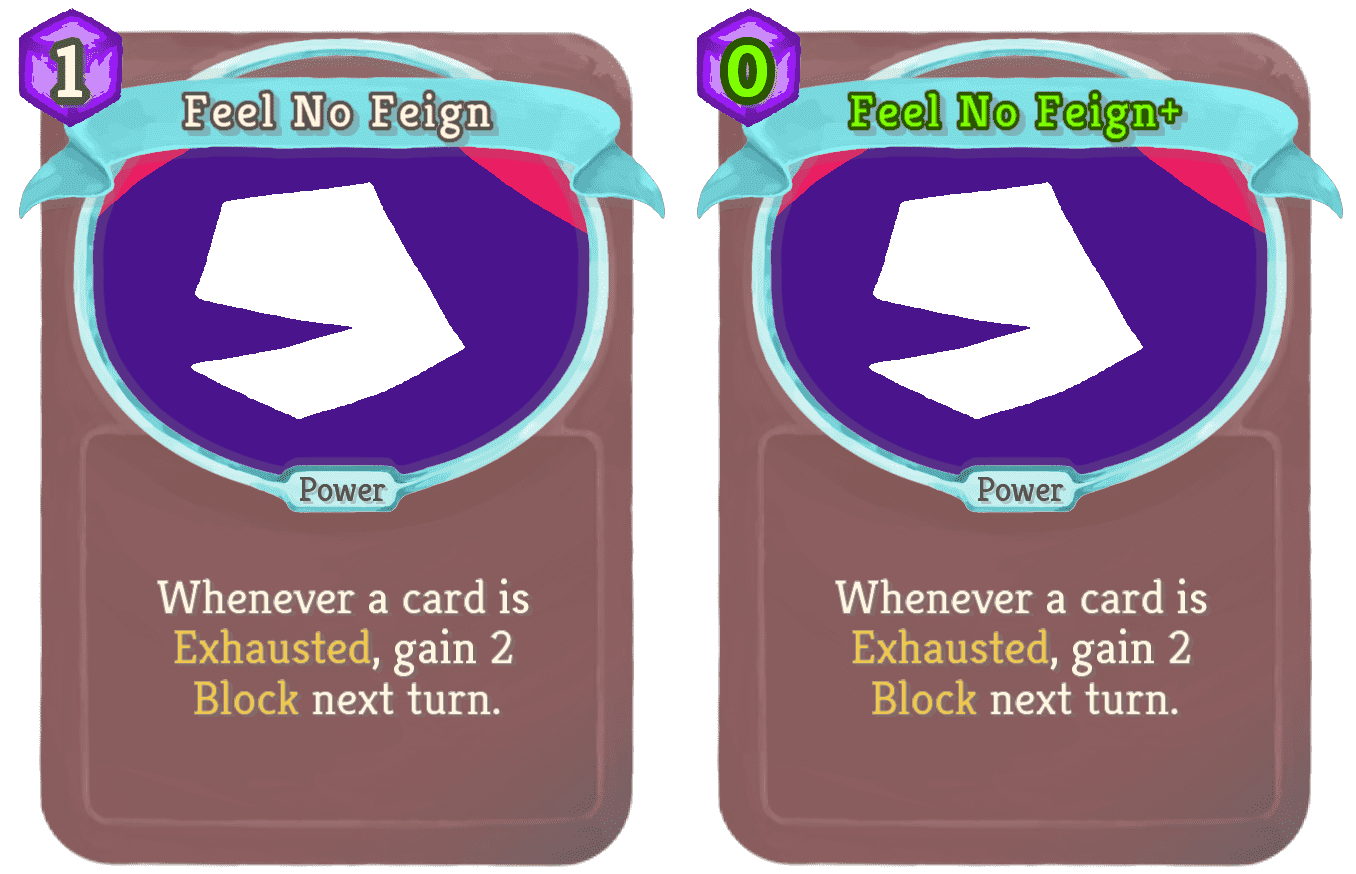 1
Feel No Feign
Power
Whenever a card is
Exhausted, gain 2
Block next turn.
0
Feel No Feign+
Power
Whenever a card is
Exhausted, gain 2
Block next turn.